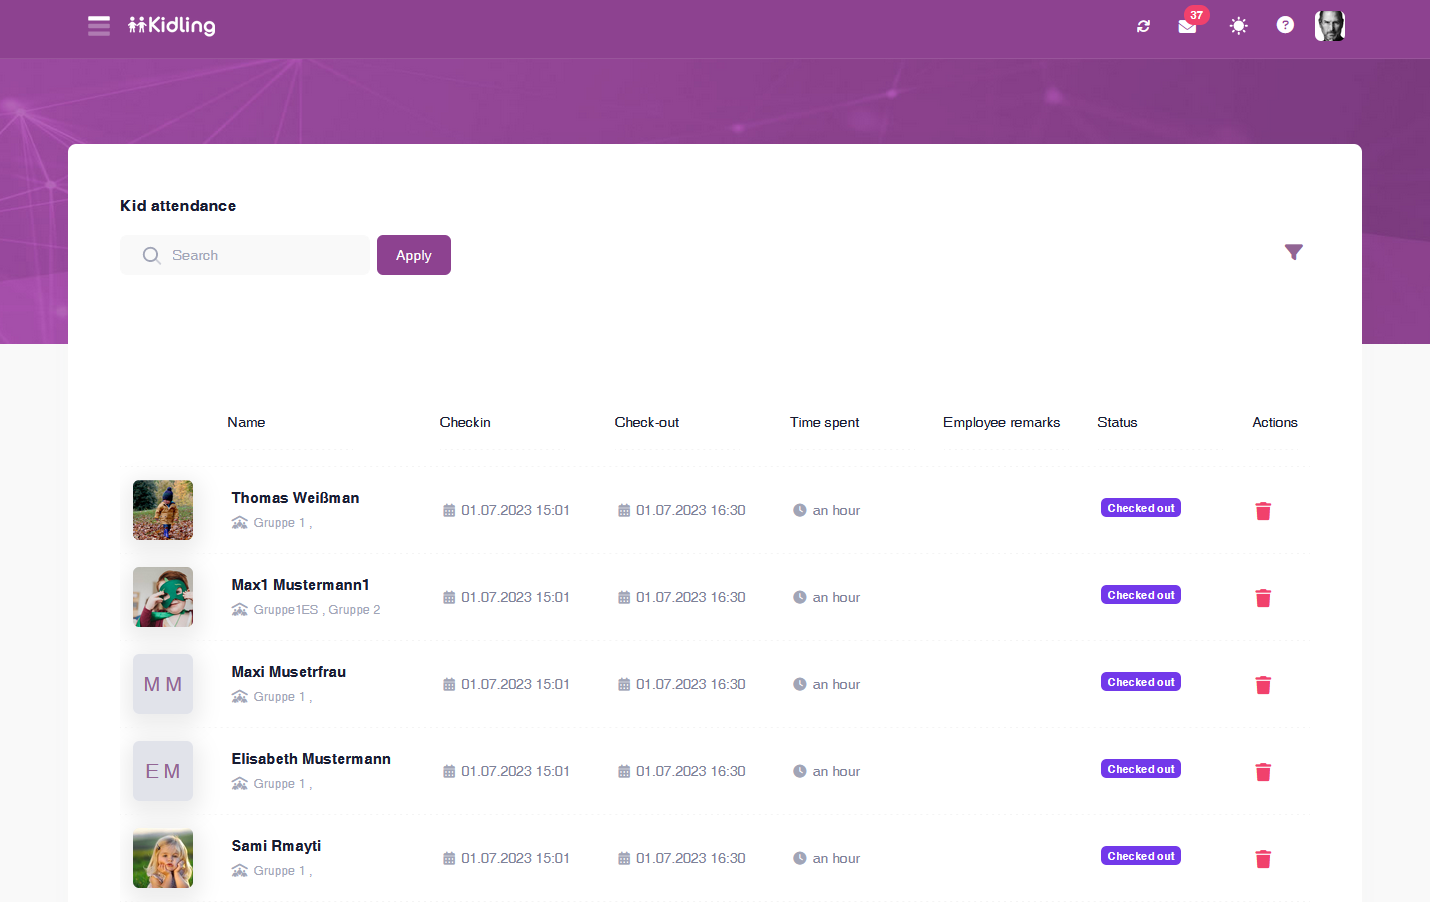 Kidling
37
?
Kid attendance
Search
Apply
Name Checkin Check-out Time spent Employee remarks Status Actions
Thomas Weißman
Gruppe 1 ,
01.07.2023 15:01 01.07.2023 16:30 an hour Checked out
Max1 Mustermann1
Gruppe1ES , Gruppe 2
01.07.2023 15:01 01.07.2023 16:30 an hour Checked out
M M
Maxi Musetrfrau
Gruppe 1 ,
01.07.2023 15:01 01.07.2023 16:30 an hour Checked out
E M
Elisabeth Mustermann
Gruppe 1 ,
01.07.2023 15:01 01.07.2023 16:30 an hour Checked out
Sami Rmayti
Gruppe 1 ,
01.07.2023 15:01 01.07.2023 16:30 an hour Checked out